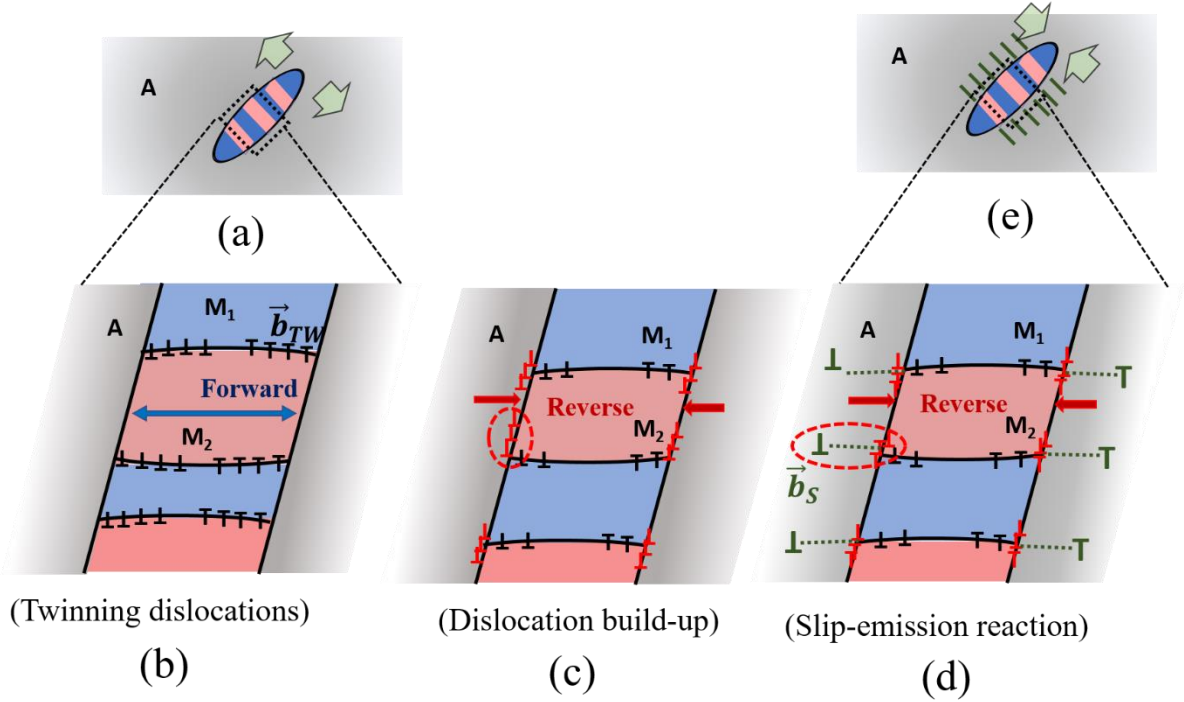 A
(a)
A
(e)
A
M1
b⃗TW
Forward
M2
(Twinning dislocations)
(b)
A
M1
Reverse
M2
(Dislocation build-up)
(c)
A
M1
Reverse
M2
b⃗S
(Slip-emission reaction)
(d)